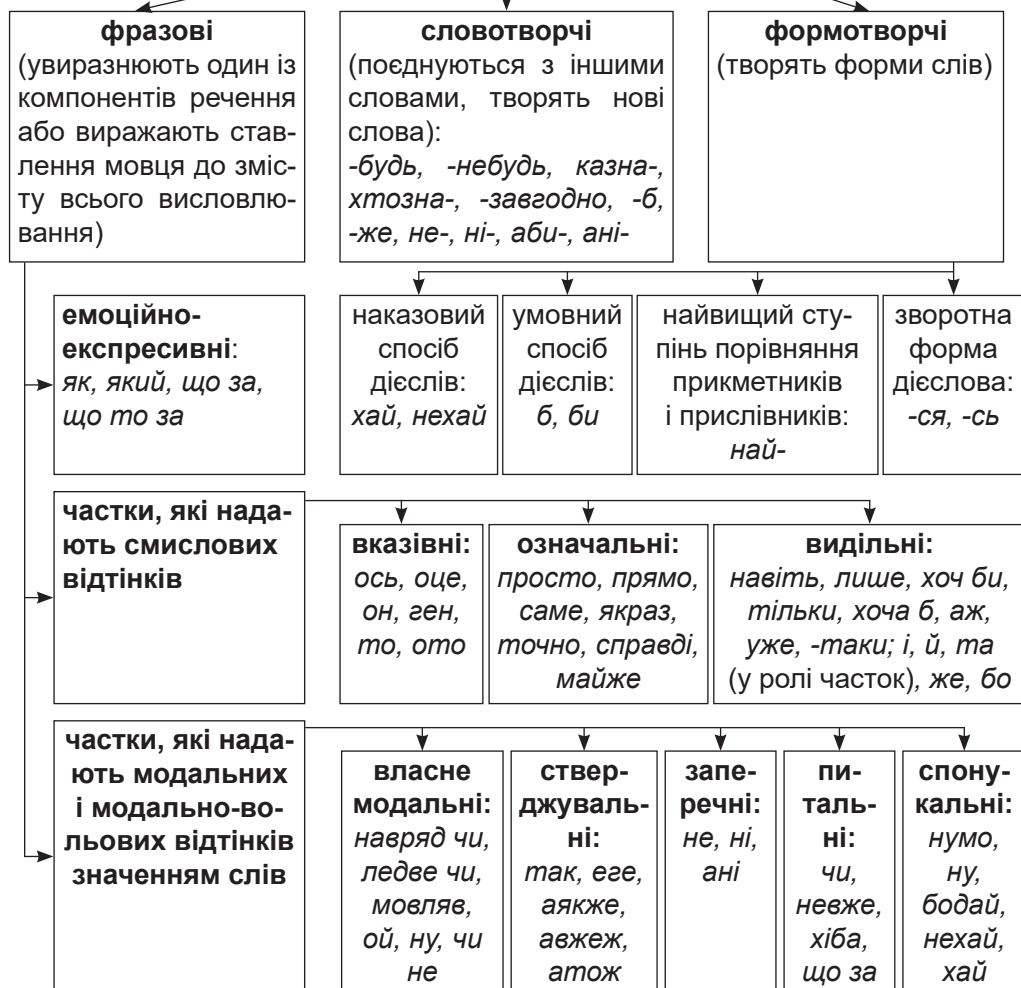 фразові
(увиразнюють один із
компонентів речення
або виражають став-
лення мовця до зміс-
ту всього висловлю-
вання)
словотворчі
(поєднуються з іншими
словами, творять нові
слова):
-будь, -небудь, казна-,
хтозна-, -завгодно, -б,
-же, не-, ні-, аби-, ані-
формотворчі
(творять форми слів)
емоційно-
експресивні:
як, який, що за,
що то за
наказовий
спосіб
дієслів:
хай, нехай
умовний
спосіб
дієслів:
б, би
найвищий сту-
пінь порівняння
прикметників
і прислівників:
най-
зворотна
форма
дієслова:
-ся, -сь
частки, які нада-
ють смислових
відтінків
вказівні:
ось, оце,
он, ген,
то, ото
означальні:
просто, прямо,
саме, якраз,
точно, справді,
майже
видільні:
навіть, лише, хоч би,
тільки, хоча б, аж,
уже, -таки; і, й, та
(у ролі часток), же, бо
частки, які нада-
ють модальних
і модально-во-
льових відтінків
значенням слів
власне
модальні:
навряд чи,
ледве чи,
мовляв,
ой, ну, чи
не
ствер-
джуваль-
ні:
так, еге,
аякже,
авжеж,
атож
запе-
речні:
не, ні,
ані
пи-
таль-
ні:
чи,
невже,
хіба,
що за
спону-
кальні:
нумо,
ну,
бодай,
нехай,
хай